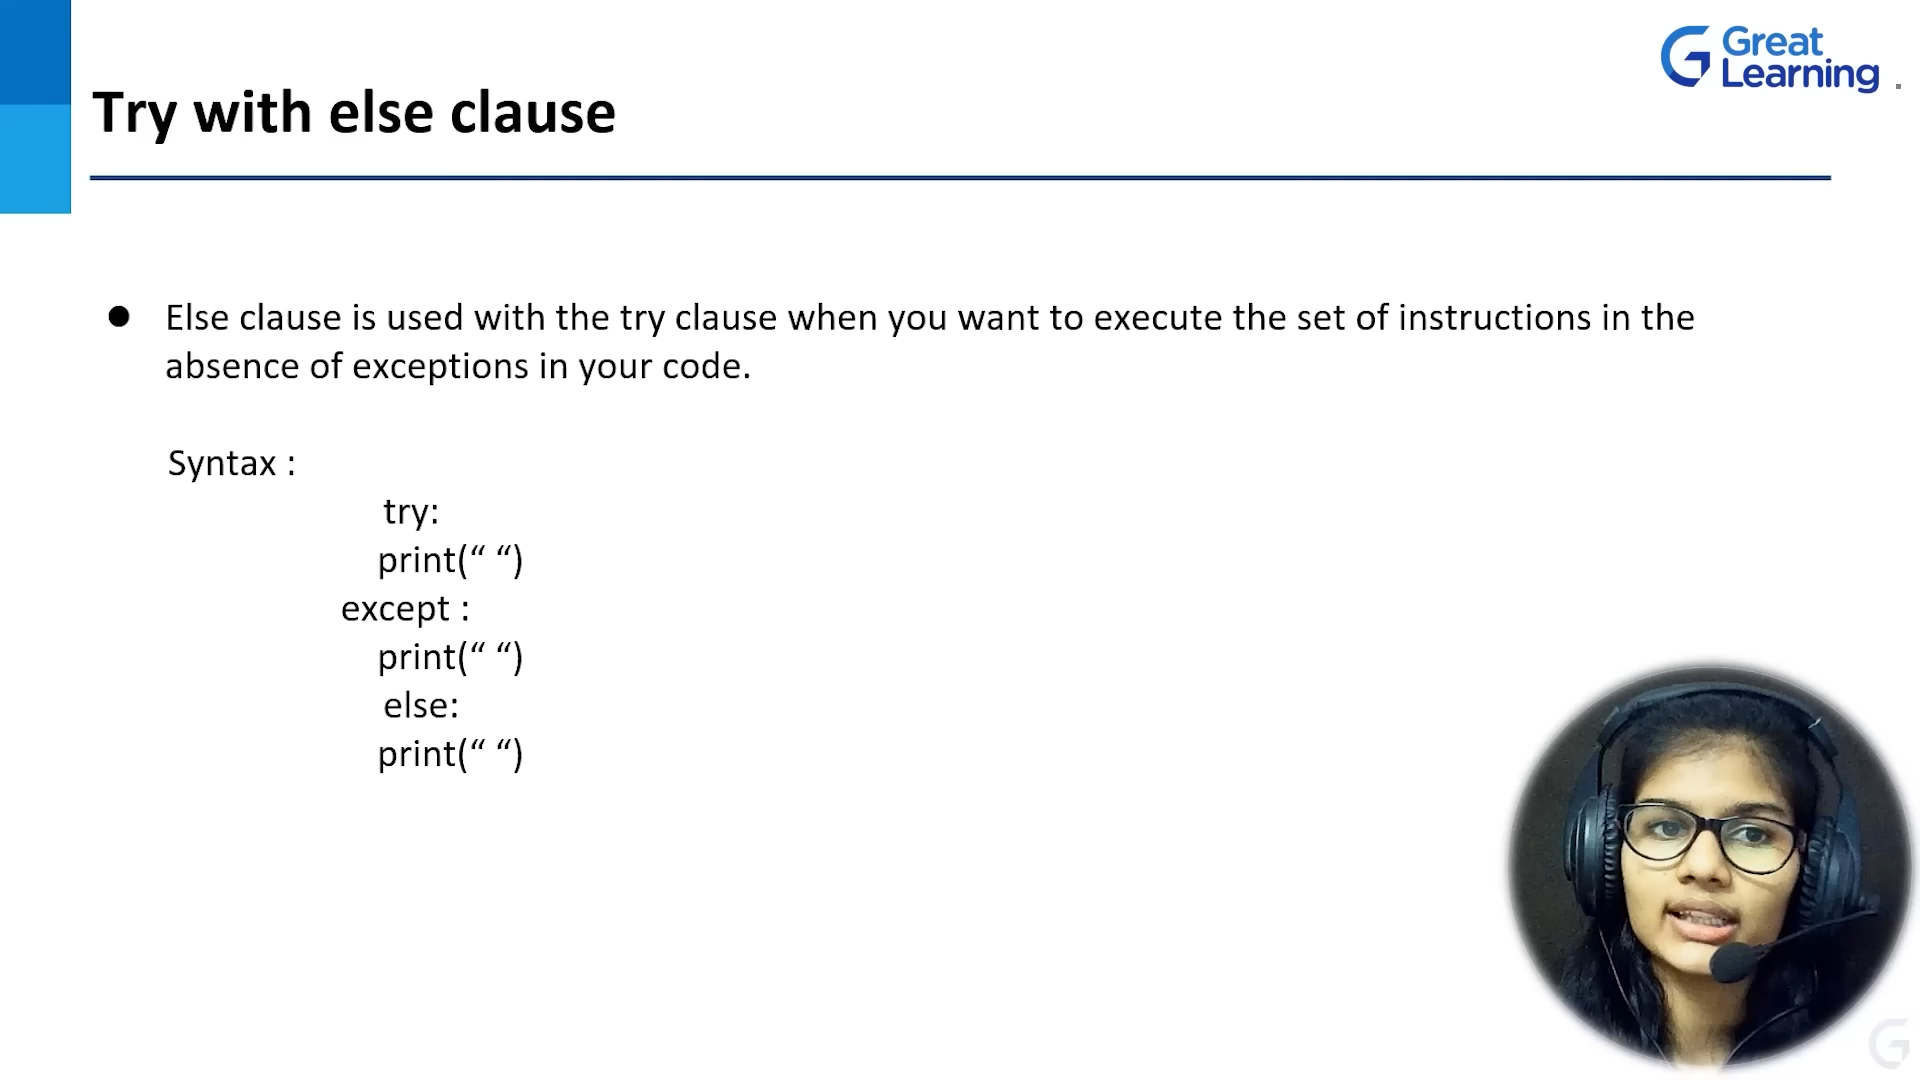 Great
Learning
Try with else clause
● Else clause is used with the try clause when you want to execute the set of instructions in the
absence of exceptions in your code.
Syntax :
try:
print(“ “)
except :
print(“ “)
else:
print(“ “)